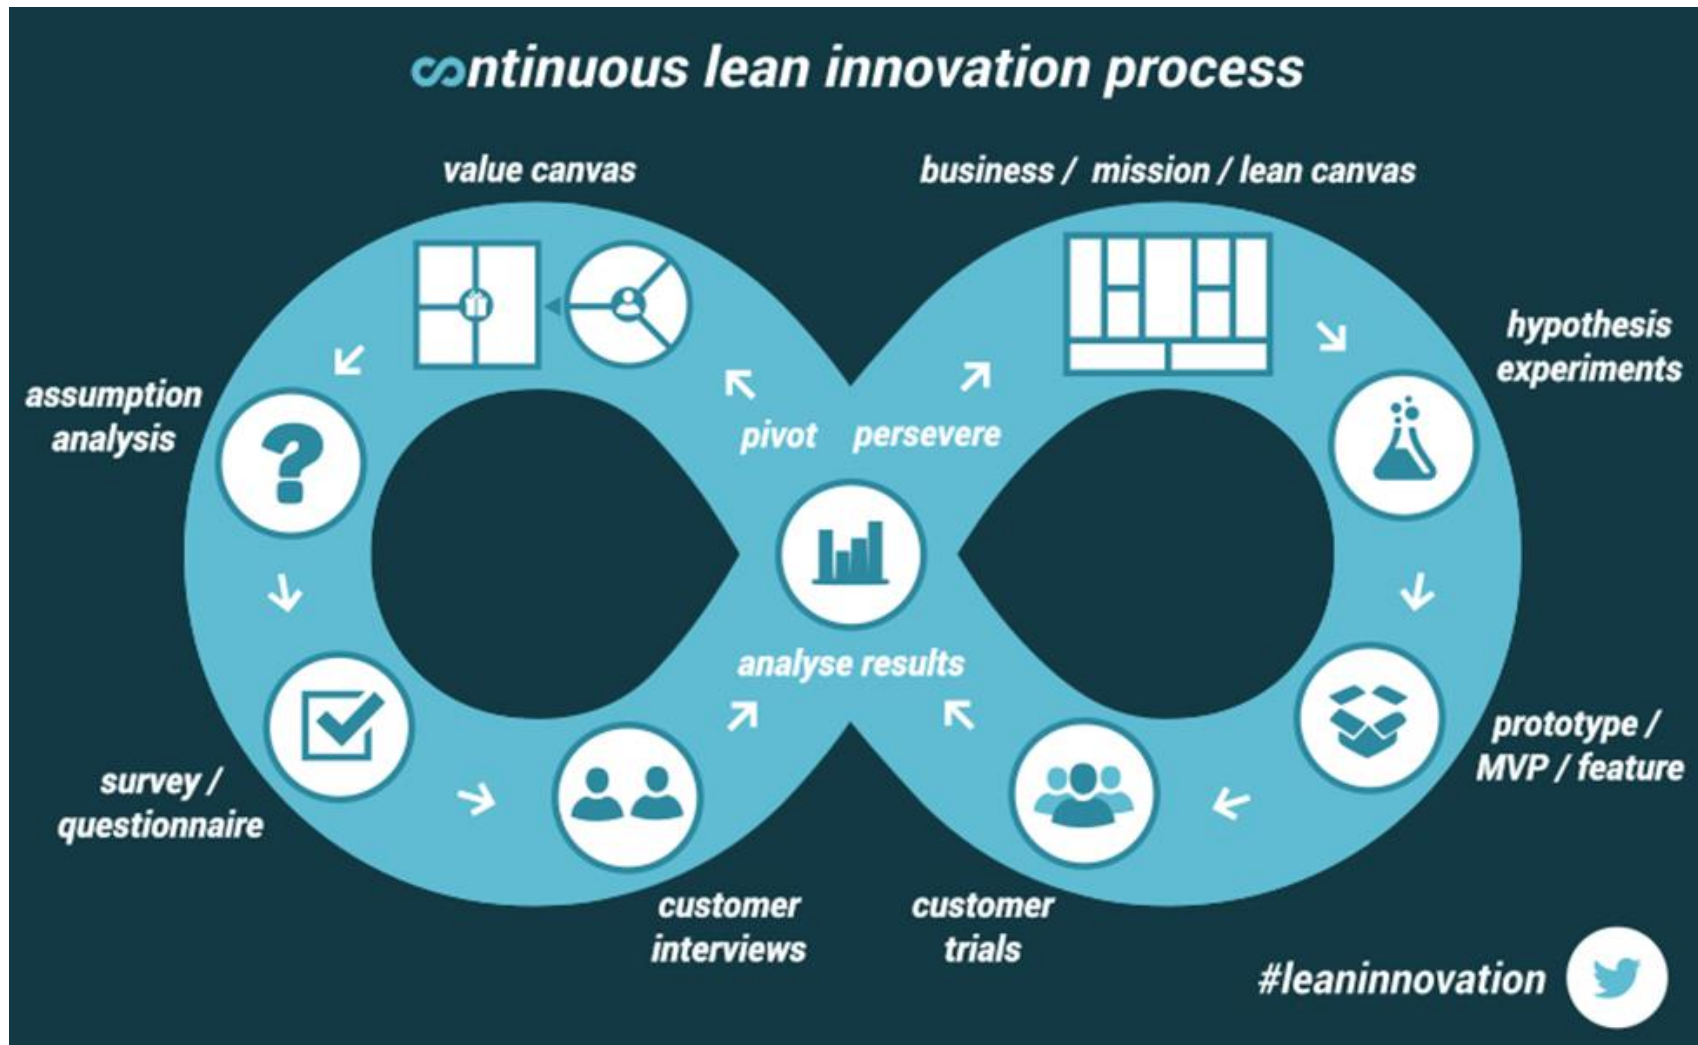 continuous lean innovation process
value canvas
business / mission / lean canvas
hypothesis
experiments
assumption
analysis
pivot
persevere
analyse results
prototype /
MVP / feature
survey /
questionnaire
customer
interviews
customer
trials
#leaninnovation